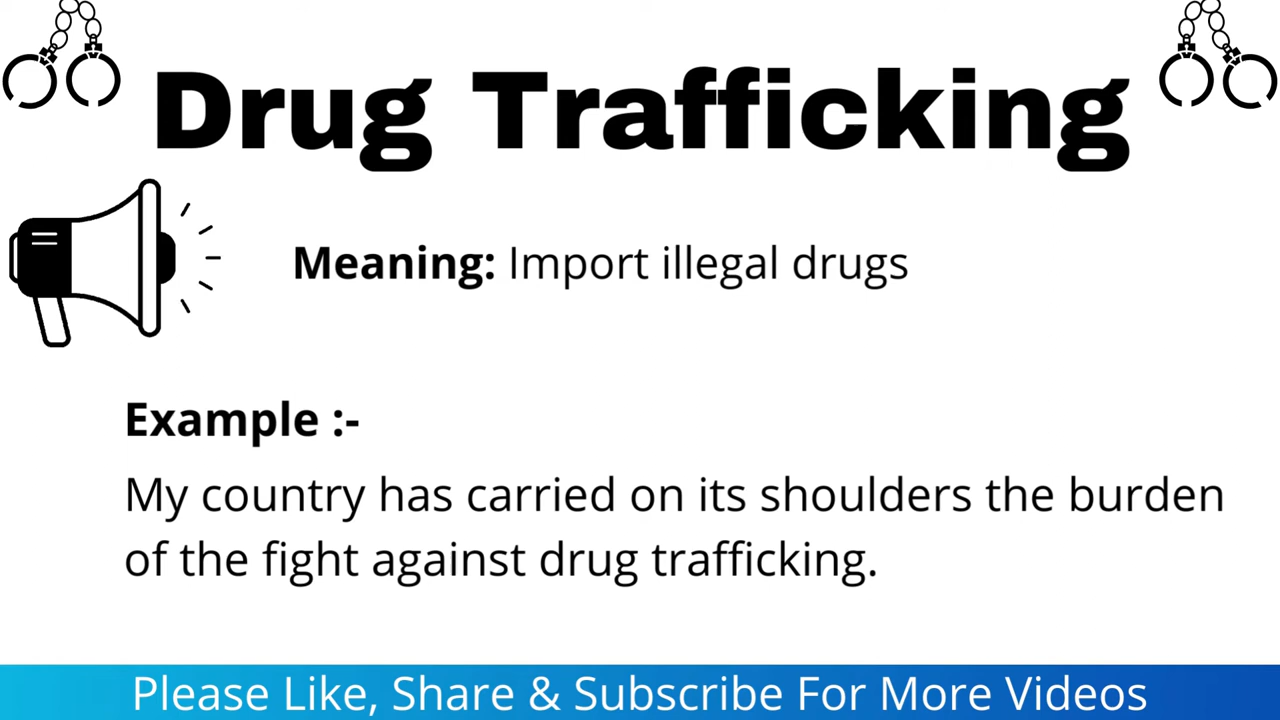 Drug Trafficking
Meaning: Import illegal drugs
Example :-
My country has carried on its shoulders the burden
of the fight against drug trafficking.
Please Like, Share & Subscribe For More Videos